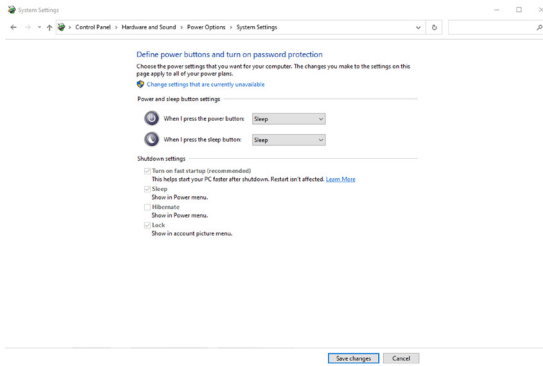 System Settings
Control Panel > Hardware and Sound > Power Options > System Settings
Define power buttons and turn on password protection
Choose the power settings that you want for your computer. The changes you make to the settings on this
page apply to all of your power plans.
Change settings that are currently unavailable
Power and sleep button settings
When I press the power button: Sleep
When I press the sleep button: Sleep
Shutdown settings
Turn on fast startup (recommended)
This helps start your PC faster after shutdown. Restart isn't affected. Learn More
Sleep
Show in Power menu.
Hibernate
Show in Power menu.
Lock
Show in account picture menu.
Save changes Cancel